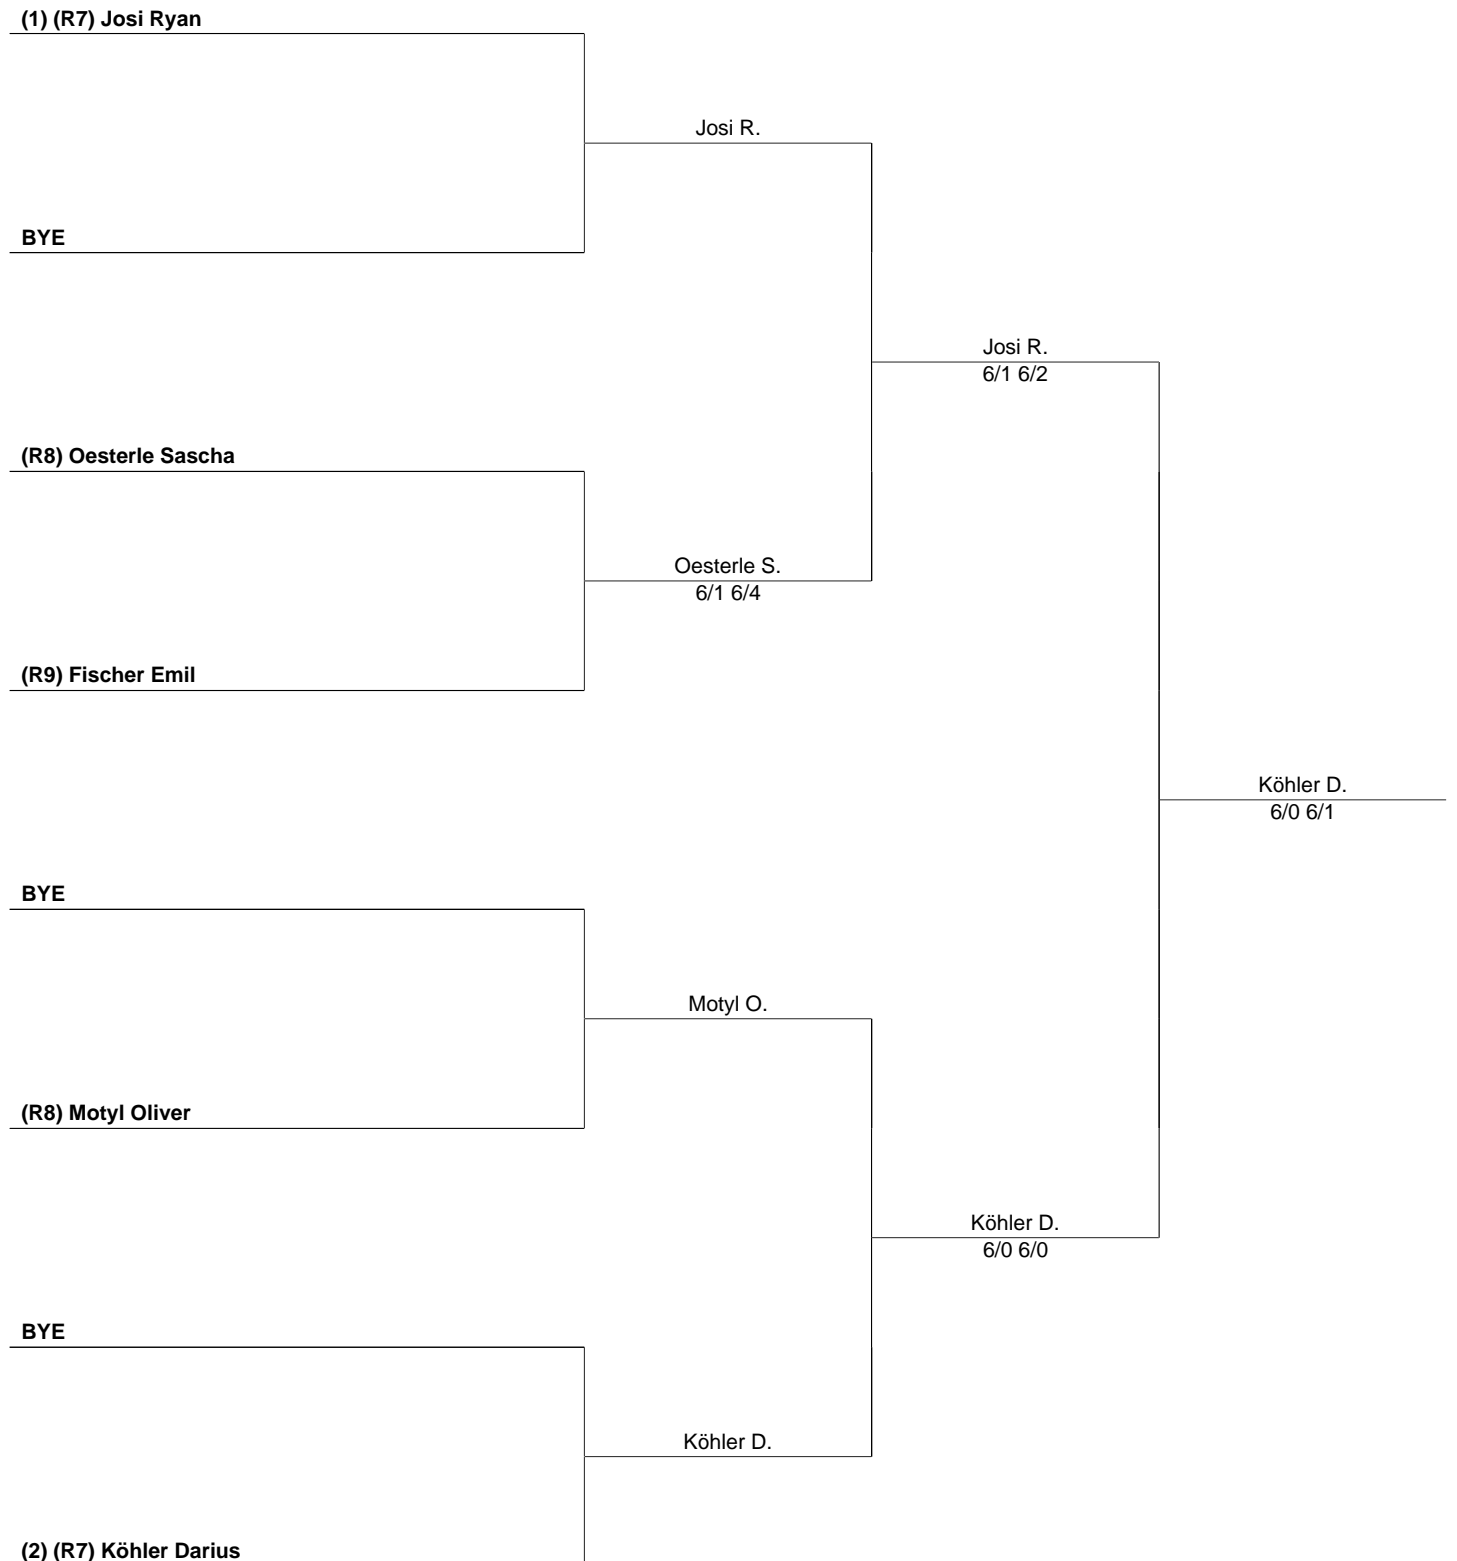 (1) (R7) Josi Ryan
Josi R.
BYE
Josi R.
6/1 6/2
(R8) Oesterle Sascha
Oesterle S.
6/1 6/4
(R9) Fischer Emil
Köhler D.
6/0 6/1
BYE
Motyl O.
(R8) Motyl Oliver
Köhler D.
6/0 6/0
BYE
Köhler D.
(2) (R7) Köhler Darius